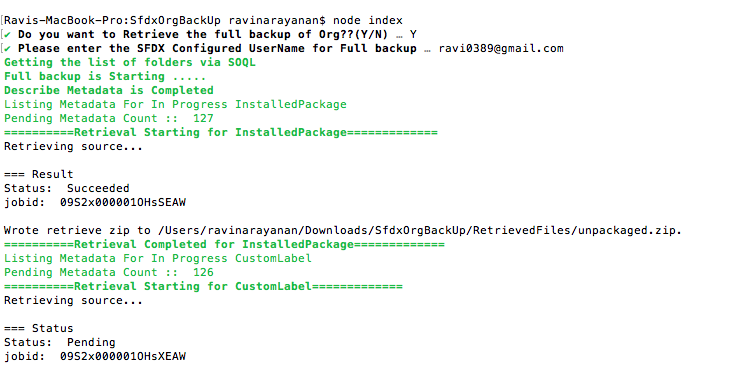 [Ravis-MacBook-Pro:SfdxOrgBackUp ravinarayanan$ node index
[✔ Do you want to Retrieve the full backup of Org??(Y/N) … Y
[✔ Please enter the SFDX Configured UserName for Full backup … ravi0389@gmail.com
Getting the list of folders via SOQL
Full backup is Starting .....
Describe Metadata is Completed
Listing Metadata For In Progress InstalledPackage
Pending Metadata Count ::  127
==========Retrieval Starting for InstalledPackage=============
Retrieving source...
=== Result
Status:  Succeeded
jobid:  09S2x000001OHsSEAW
Wrote retrieve zip to /Users/ravinarayanan/Downloads/SfdxOrgBackUp/RetrievedFiles/unpackaged.zip.
==========Retrieval Completed for InstalledPackage=============
Listing Metadata For In Progress CustomLabel
Pending Metadata Count ::  126
==========Retrieval Starting for CustomLabel=============
Retrieving source...
=== Status
Status:  Pending
jobid:  09S2x000001OHsXEAW